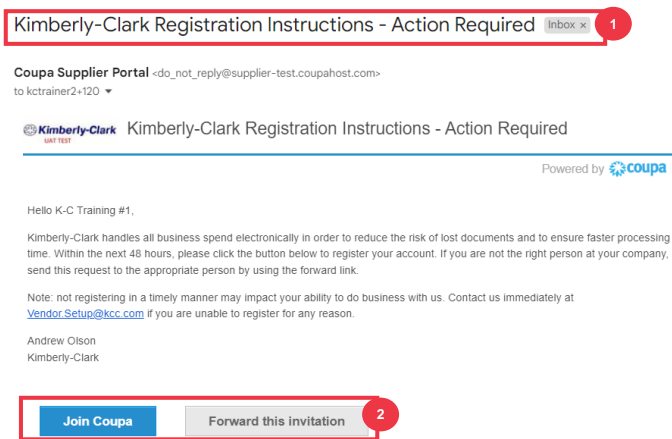 Kimberly-Clark Registration Instructions - Action Required Inbox × 1
Coupa Supplier Portal <do_not_reply@supplier-test.coupahost.com>
to kctrainer2+120
Kimberly-Clark Kimberly-Clark Registration Instructions - Action Required
UAT TEST
Powered by coupa
Hello K-C Training #1,
Kimberly-Clark handles all business spend electronically in order to reduce the risk of lost documents and to ensure faster processing
time. Within the next 48 hours, please click the button below to register your account. If you are not the right person at your company,
send this request to the appropriate person by using the forward link.
Note: not registering in a timely manner may impact your ability to do business with us. Contact us immediately at
Vendor.Setup@kcc.com if you are unable to register for any reason.
Andrew Olson
Kimberly-Clark
Join Coupa Forward this invitation 2